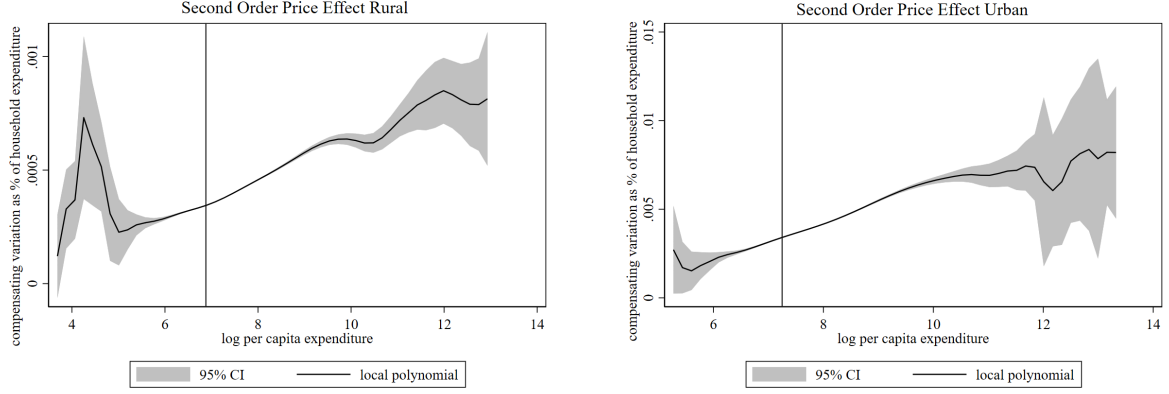 Second Order Price Effect Rural
compensating variation as % of household expenditure
.001
.0005
0
4 6 8 10 12 14
log per capita expenditure
95% CI local polynomial
Second Order Price Effect Urban
compensating variation as % of household expenditure
.015
.01
.005
0
6 8 10 12 14
log per capita expenditure
95% CI local polynomial